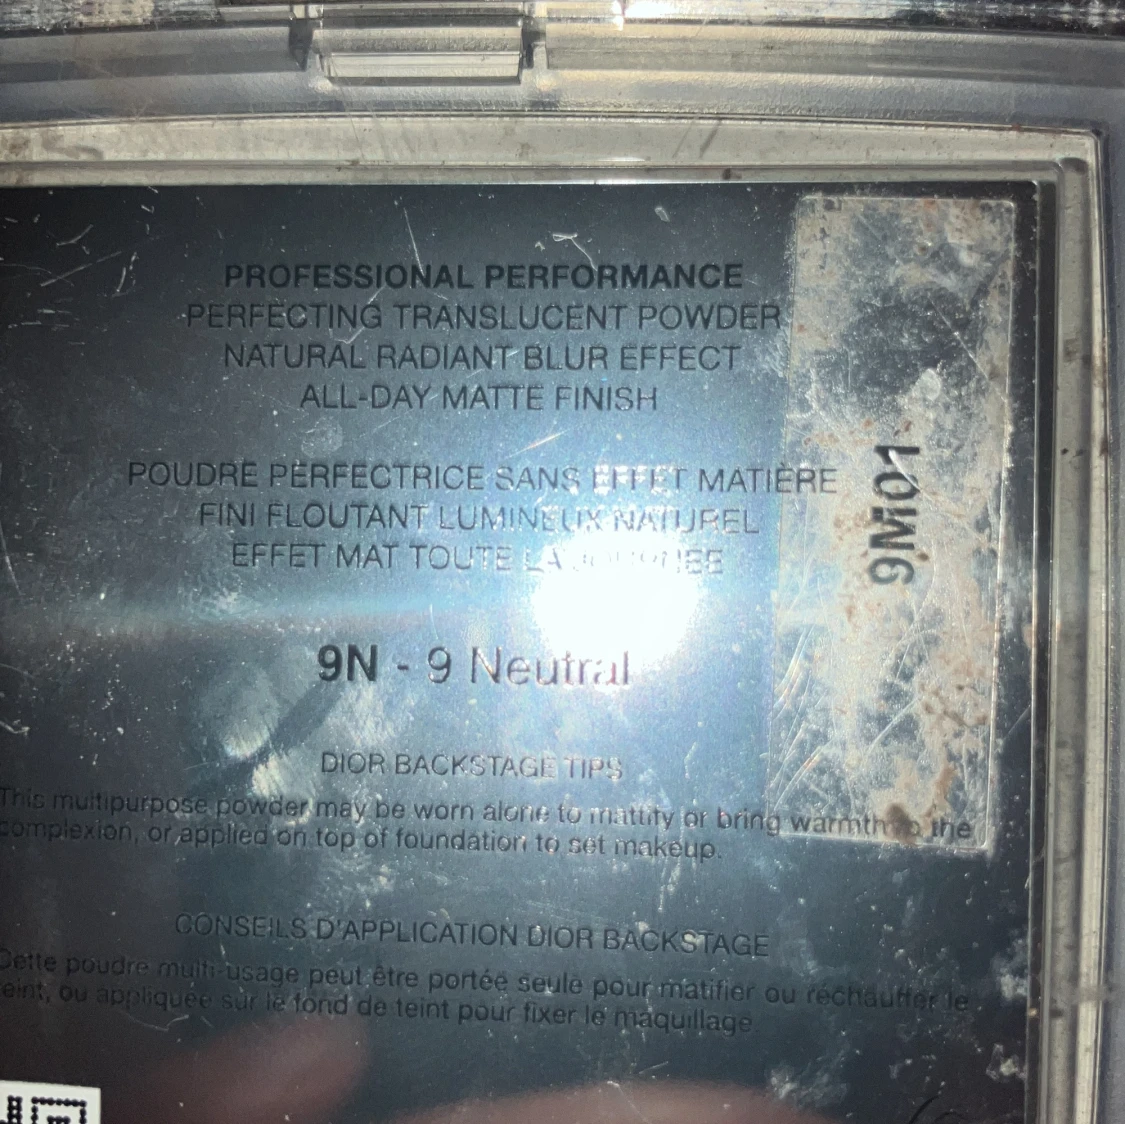 PROFESSIONAL PERFORMANCE
PERFECTING TRANSLUCENT POWDER
NATURAL RADIANT BLUR EFFECT
ALL-DAY MATTE FINISH
POUDRE PERFECTRICE SANS EFFET MATIÈRE
FINI FLOUTANT LUMINEUX NATUREL
EFFET MAT TOUTE LA JOURNÉE
9M01
9N - 9 Neutral
DIOR BACKSTAGE TIPS
This multipurpose powder may be worn alone to mattify or bring warmth to the
complexion, or applied on top of foundation to set makeup.
CONSEILS D'APPLICATION DIOR BACKSTAGE
Cette poudre multi-usage peut être portée seule pour matifier ou réchauffer le
teint, ou appliquée sur le fond de teint pour fixer le maquillage.